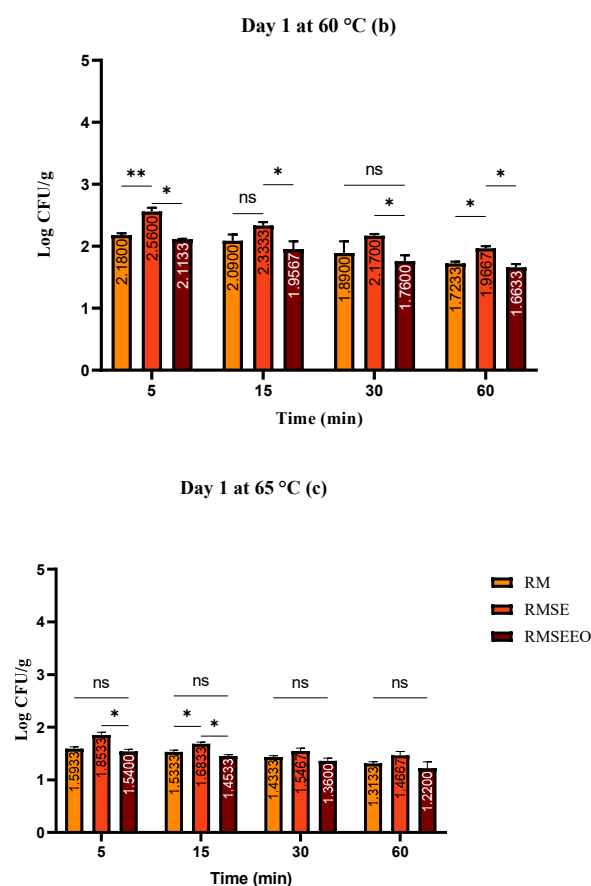 Day 1 at 60 °C (b)
Log CFU/g
5
4
3
2
1
0
** * ns * ns * * *
2.1800 2.5600 2.1133 2.0900 2.3333 1.9567 1.8900 2.1700 1.7600 1.7233 1.9667 1.6633
5 15 30 60
Time (min)
Day 1 at 65 °C (c)
Log CFU/g
5
4
3
2
1
0
ns * ns * * ns ns
1.5933 1.8533 1.5400 1.5333 1.6833 1.4533 1.4333 1.5467 1.3600 1.3133 1.4667 1.2200
5 15 30 60
Time (min)
RM
RMSE
RMSEEO